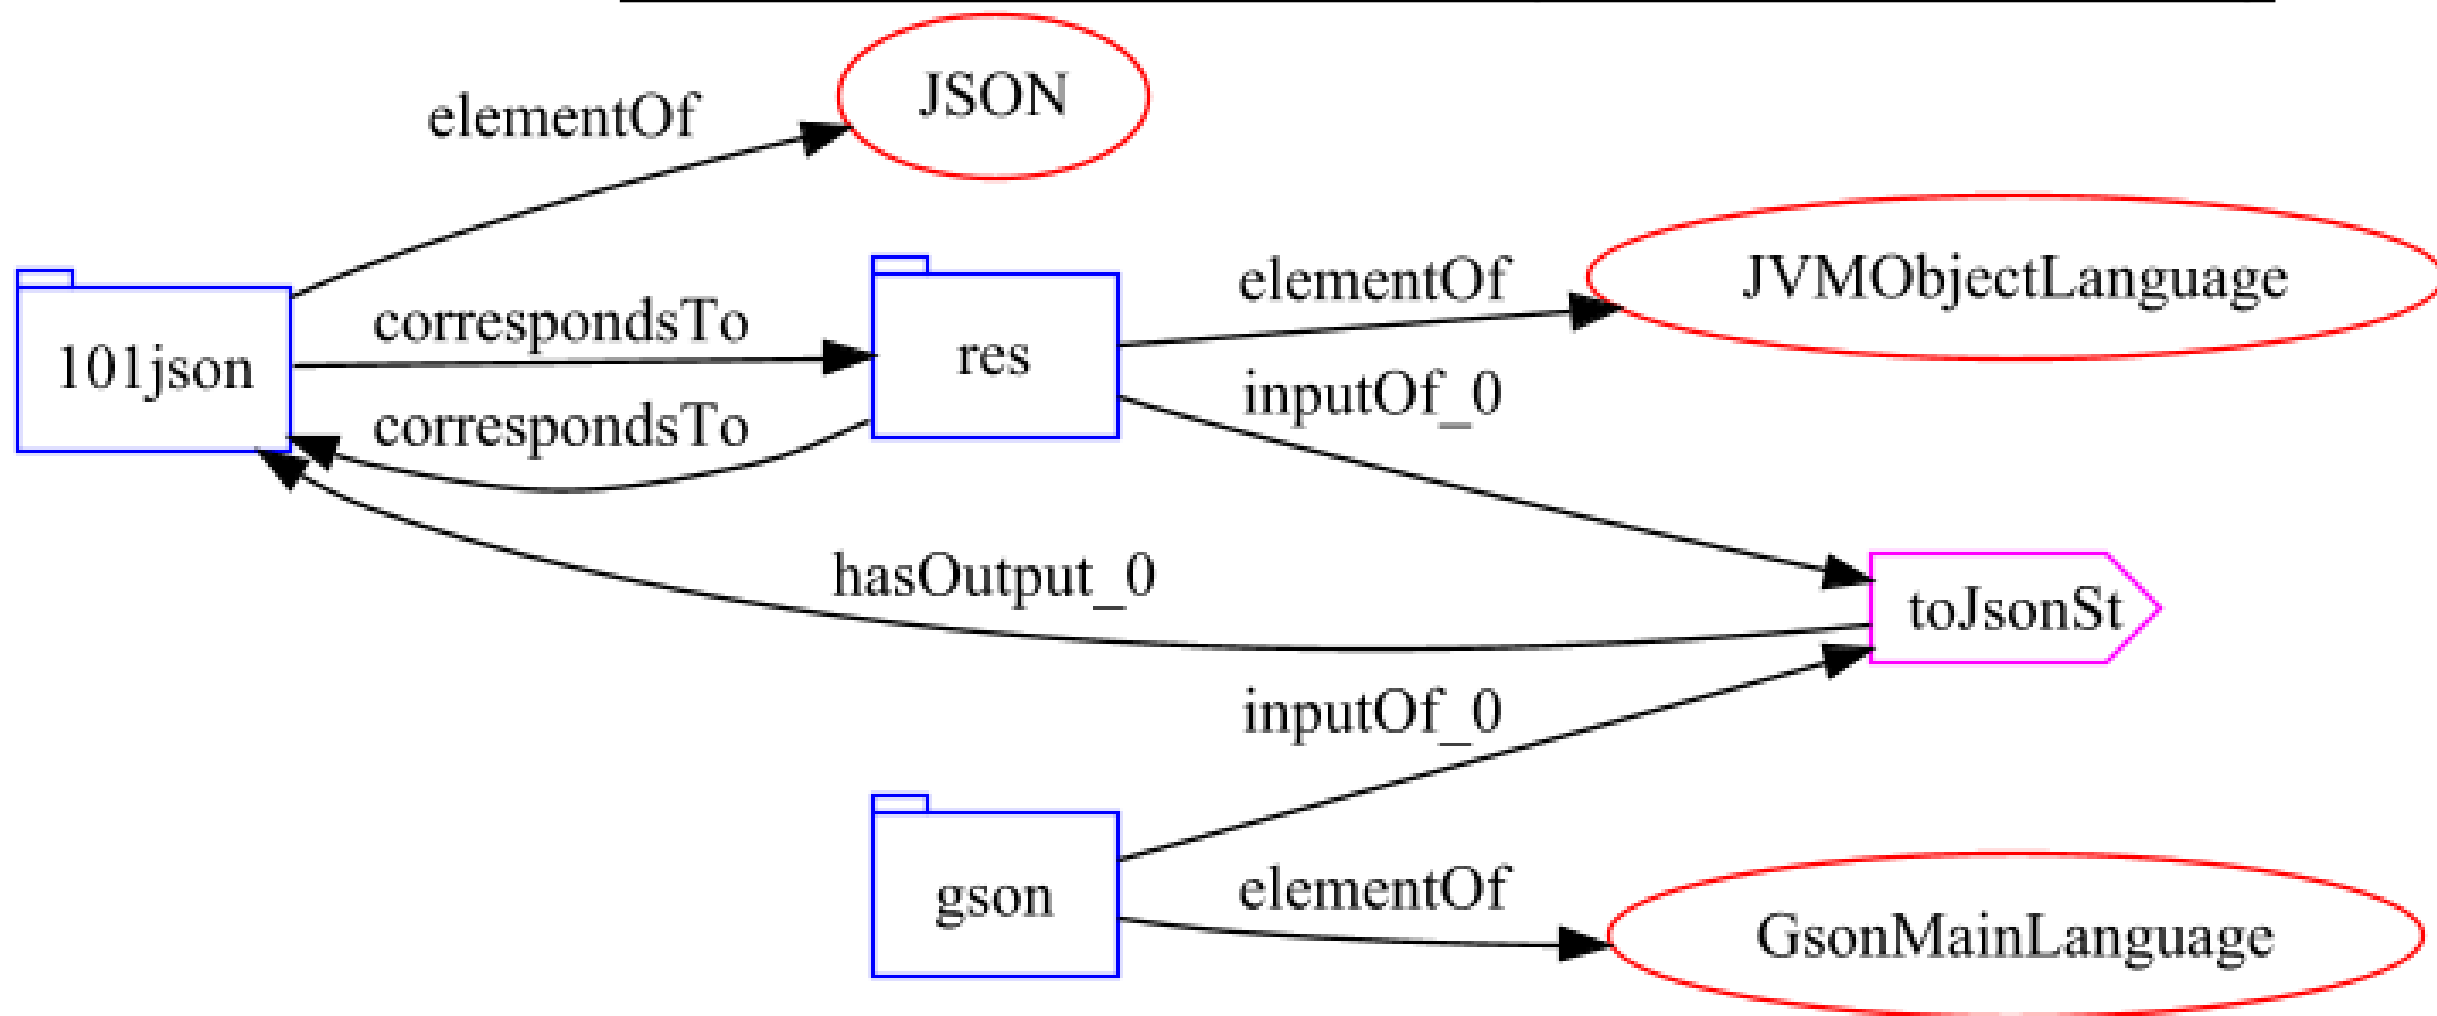 JSON
elementOf
JVMObjectLanguage
elementOf
correspondsTo
res
101json
inputOf_0
correspondsTo
hasOutput_0
toJsonSt
inputOf_0
elementOf
gson
GsonMainLanguage